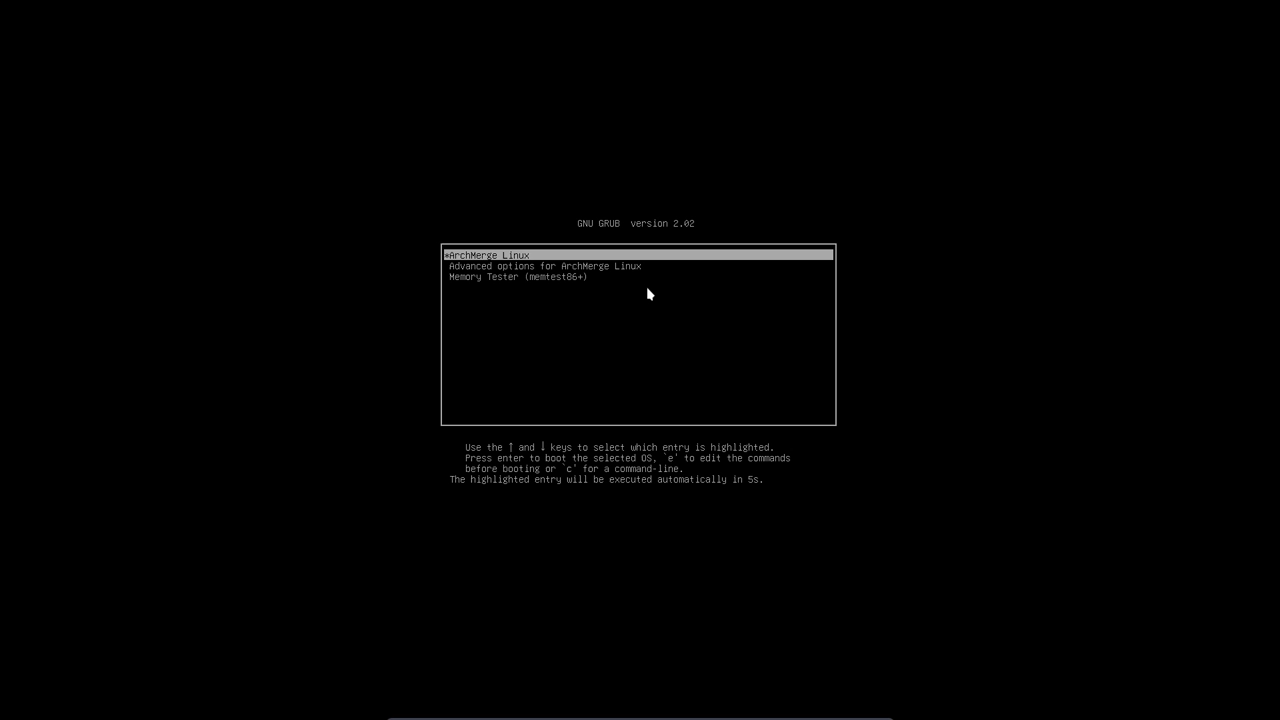 GNU GRUB  version 2.02
*ArchMerge Linux
Advanced options for ArchMerge Linux
Memory Tester (memtest86+)
Use the ↑ and ↓ keys to select which entry is highlighted.
Press enter to boot the selected OS, `e' to edit the commands
before booting or `c' for a command-line.
The highlighted entry will be executed automatically in 5s.